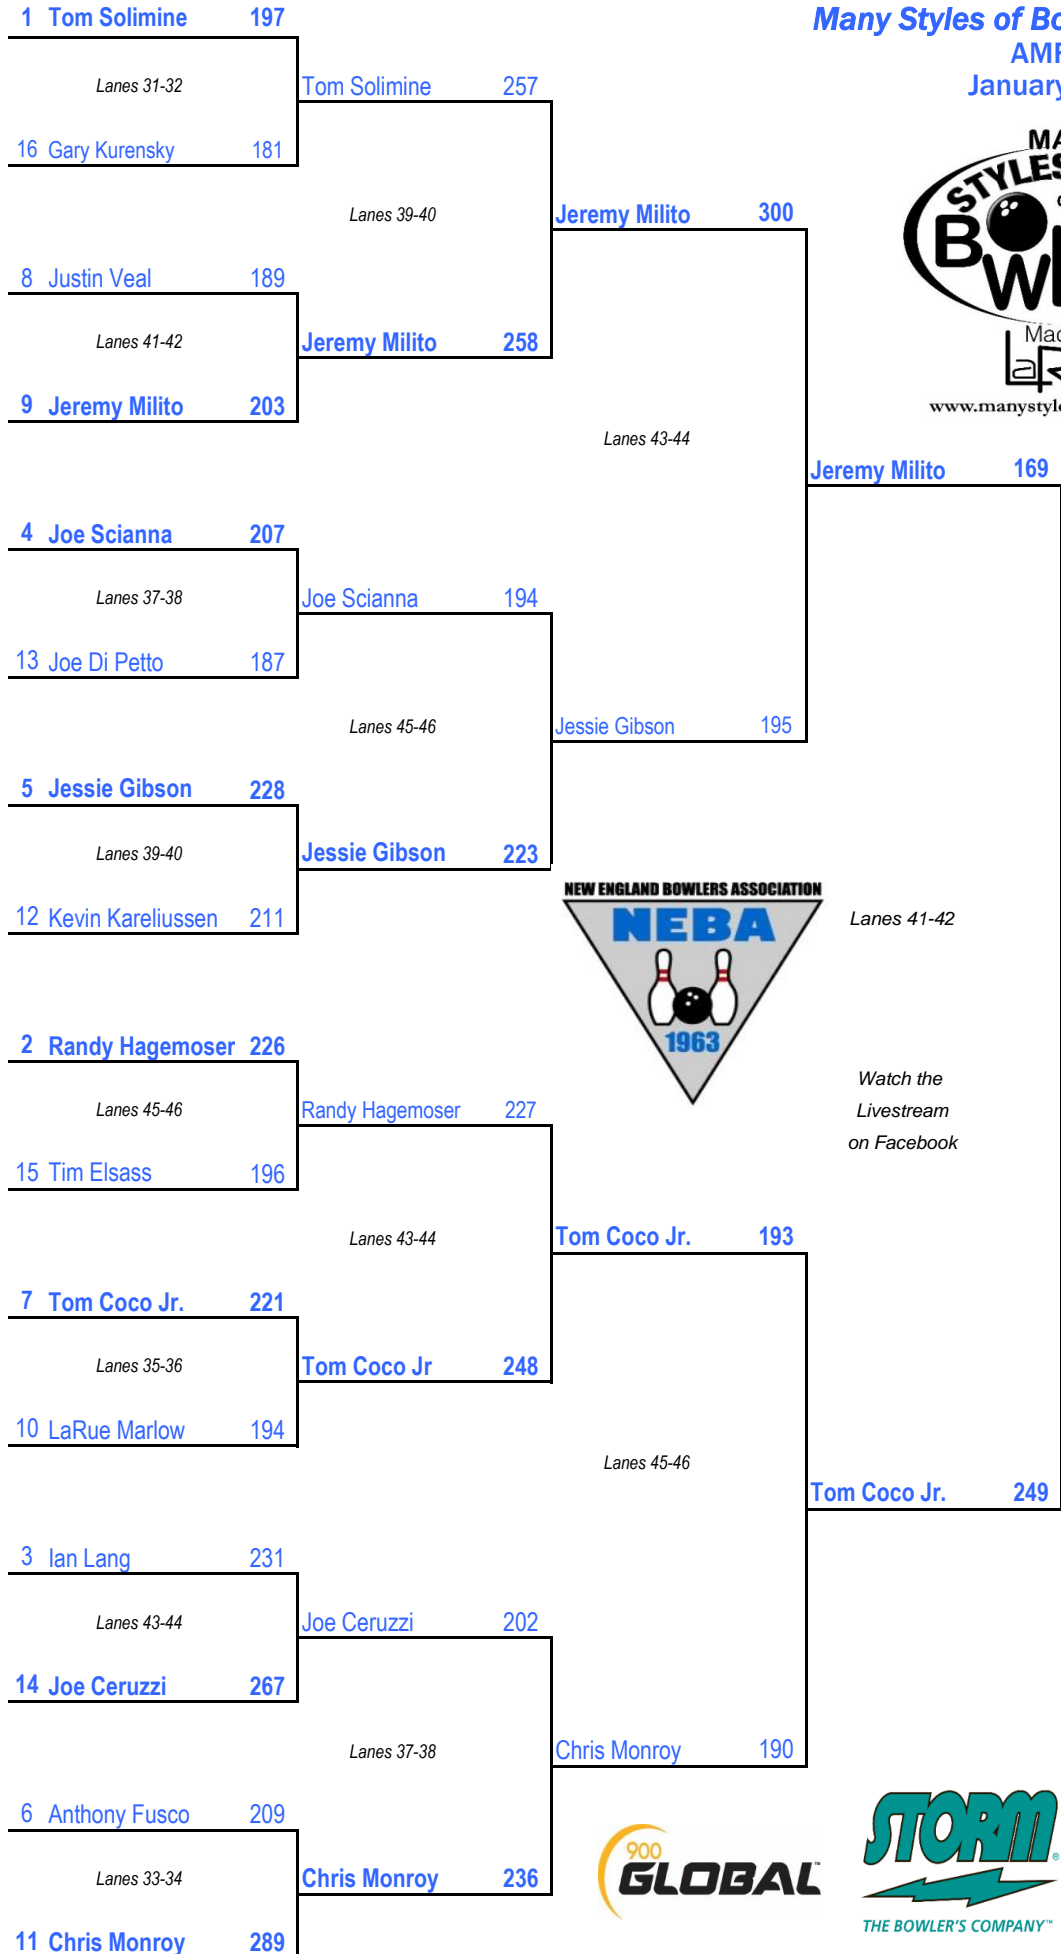 1 Tom Solimine 197
Lanes 31-32
16 Gary Kurensky 181
8 Justin Veal 189
Lanes 41-42
9 Jeremy Milito 203
4 Joe Scianna 207
Lanes 37-38
13 Joe Di Petto 187
5 Jessie Gibson 228
Lanes 39-40
12 Kevin Kareliussen 211
2 Randy Hagemoser 226
Lanes 45-46
15 Tim Elsass 196
7 Tom Coco Jr. 221
Lanes 35-36
10 LaRue Marlow 194
3 Ian Lang 231
Lanes 43-44
14 Joe Ceruzzi 267
6 Anthony Fusco 209
Lanes 33-34
11 Chris Monroy 289
Tom Solimine 257
Lanes 39-40
Jeremy Milito 258
Joe Scianna 194
Lanes 45-46
Jessie Gibson 223
Randy Hagemoser 227
Lanes 43-44
Tom Coco Jr 248
Joe Ceruzzi 202
Lanes 37-38
Chris Monroy 236
Jeremy Milito 300
Lanes 43-44
Jessie Gibson 195
Tom Coco Jr. 193
Lanes 45-46
Chris Monroy 190
Jeremy Milito 169
Lanes 41-42
Tom Coco Jr. 249
Many Styles of Bo
AMF
January
MA
STYLES
BOWL
Mac
LaR
www.manystyle
NEW ENGLAND BOWLERS ASSOCIATION
NEBA
1963
Watch the
Livestream
on Facebook
900
GLOBAL™
STORM®
THE BOWLER'S COMPANY™